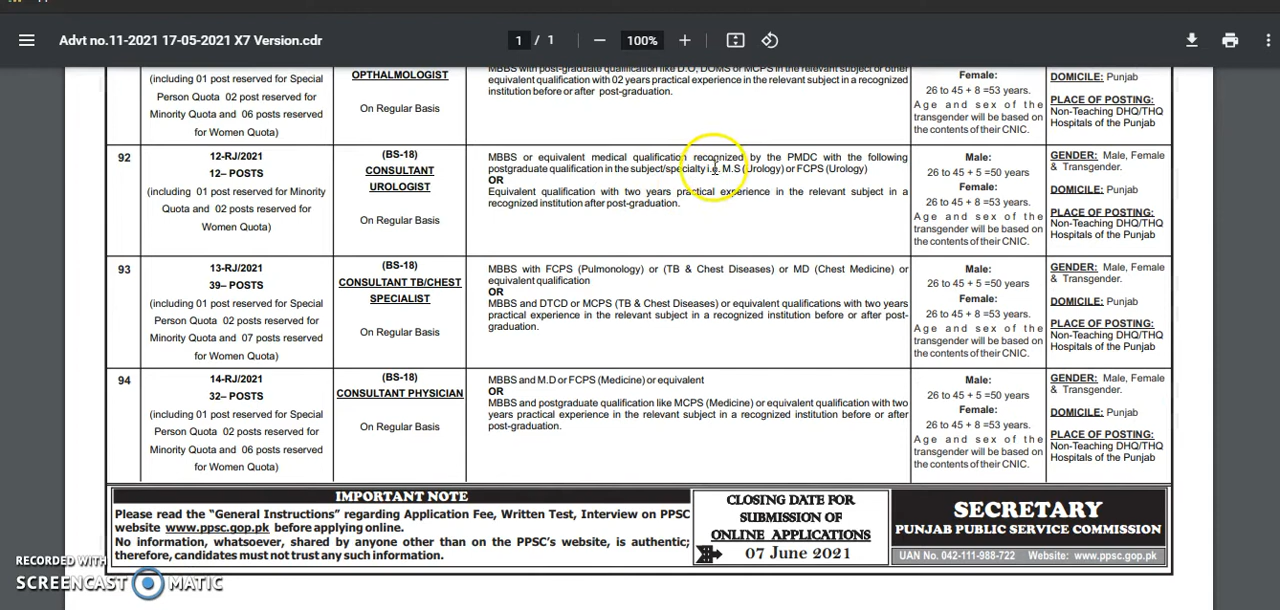 Advt no.11-2021 17-05-2021 X7 Version.cdr
1 / 1
100%
(including 01 post reserved for Special
Person Quota 02 post reserved for
Minority Quota and 06 posts reserved
for Women Quota)
OPTHALMOLOGIST
On Regular Basis
MBBS with post-graduate qualification like D.O, DOMS or MCPS in the relevant subject or other
equivalent qualification with 02 years practical experience in the relevant subject in a recognized
institution before or after post-graduation.
Female:
26 to 45 + 8 =53 years.
Age and sex of the
transgender will be based on
the contents of their CNIC.
DOMICILE: Punjab
PLACE OF POSTING:
Non-Teaching DHQ/THQ
Hospitals of the Punjab
92
12-RJ/2021
12– POSTS
(including 01 post reserved for Minority
Quota and 02 posts reserved for
Women Quota)
(BS-18)
CONSULTANT
UROLOGIST
On Regular Basis
MBBS or equivalent medical qualification recognized by the PMDC with the following
postgraduate qualification in the subject/specialty i.e. M.S (Urology) or FCPS (Urology)
OR
Equivalent qualification with two years practical experience in the relevant subject in a
recognized institution after post-graduation.
Male:
26 to 45 + 5 =50 years
Female:
26 to 45 + 8 =53 years.
Age and sex of the
transgender will be based on
the contents of their CNIC.
GENDER: Male, Female
& Transgender.
DOMICILE: Punjab
PLACE OF POSTING:
Non-Teaching DHQ/THQ
Hospitals of the Punjab
93
13-RJ/2021
39– POSTS
(including 01 post reserved for Special
Person Quota 02 post reserved for
Minority Quota and 07 posts reserved
for Women Quota)
(BS-18)
CONSULTANT TB/CHEST
SPECIALIST
On Regular Basis
MBBS with FCPS (Pulmonology) or (TB & Chest Diseases) or MD (Chest Medicine) or
equivalent qualification
OR
MBBS and DTCD or MCPS (TB & Chest Diseases) or equivalent qualifications with two years
practical experience in the relevant subject in a recognized institution before or after post-
graduation.
Male:
26 to 45 + 5 =50 years
Female:
26 to 45 + 8 =53 years.
Age and sex of the
transgender will be based on
the contents of their CNIC.
GENDER: Male, Female
& Transgender.
DOMICILE: Punjab
PLACE OF POSTING:
Non-Teaching DHQ/THQ
Hospitals of the Punjab
94
14-RJ/2021
32– POSTS
(including 01 post reserved for Special
Person Quota 02 post reserved for
Minority Quota and 06 posts reserved
for Women Quota)
(BS-18)
CONSULTANT PHYSICIAN
On Regular Basis
MBBS and M.D or FCPS (Medicine) or equivalent
OR
MBBS and postgraduate qualification like MCPS (Medicine) or equivalent qualification with two
years practical experience in the relevant subject in a recognized institution before or after
post-graduation.
Male:
26 to 45 + 5 =50 years
Female:
26 to 45 + 8 =53 years.
Age and sex of the
transgender will be based on
the contents of their CNIC.
GENDER: Male, Female
& Transgender.
DOMICILE: Punjab
PLACE OF POSTING:
Non-Teaching DHQ/THQ
Hospitals of the Punjab
IMPORTANT NOTE
Please read the "General Instructions" regarding Application Fee, Written Test, Interview on PPSC
website www.ppsc.gop.pk before applying online.
No information, whatsoever, shared by anyone other than on the PPSC's website, is authentic;
therefore, candidates must not trust any such information.
CLOSING DATE FOR
SUBMISSION OF
ONLINE APPLICATIONS
07 June 2021
SECRETARY
PUNJAB PUBLIC SERVICE COMMISSION
UAN No. 042-111-988-722 Website: www.ppsc.gop.pk
RECORDED WITH
SCREENCAST MATIC